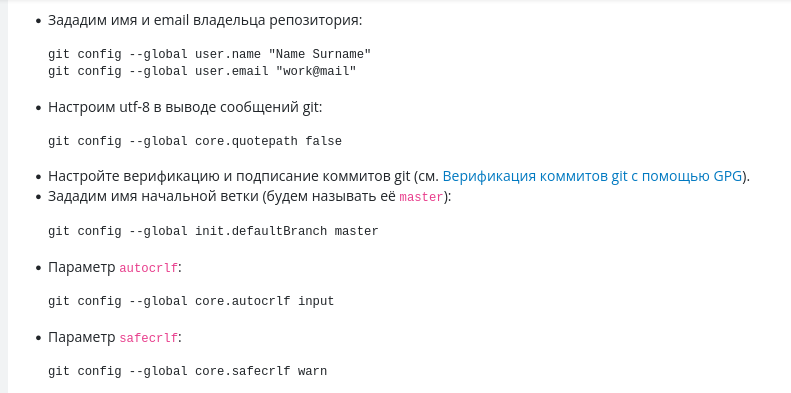 • Зададим имя и email владельца репозитория:
git config --global user.name "Name Surname"
git config --global user.email "work@mail"
• Настроим utf-8 в выводе сообщений git:
git config --global core.quotepath false
• Настройте верификацию и подписание коммитов git (см. Верификация коммитов git с помощью GPG).
• Зададим имя начальной ветки (будем называть её master):
git config --global init.defaultBranch master
• Параметр autocrlf:
git config --global core.autocrlf input
• Параметр safecrlf:
git config --global core.safecrlf warn